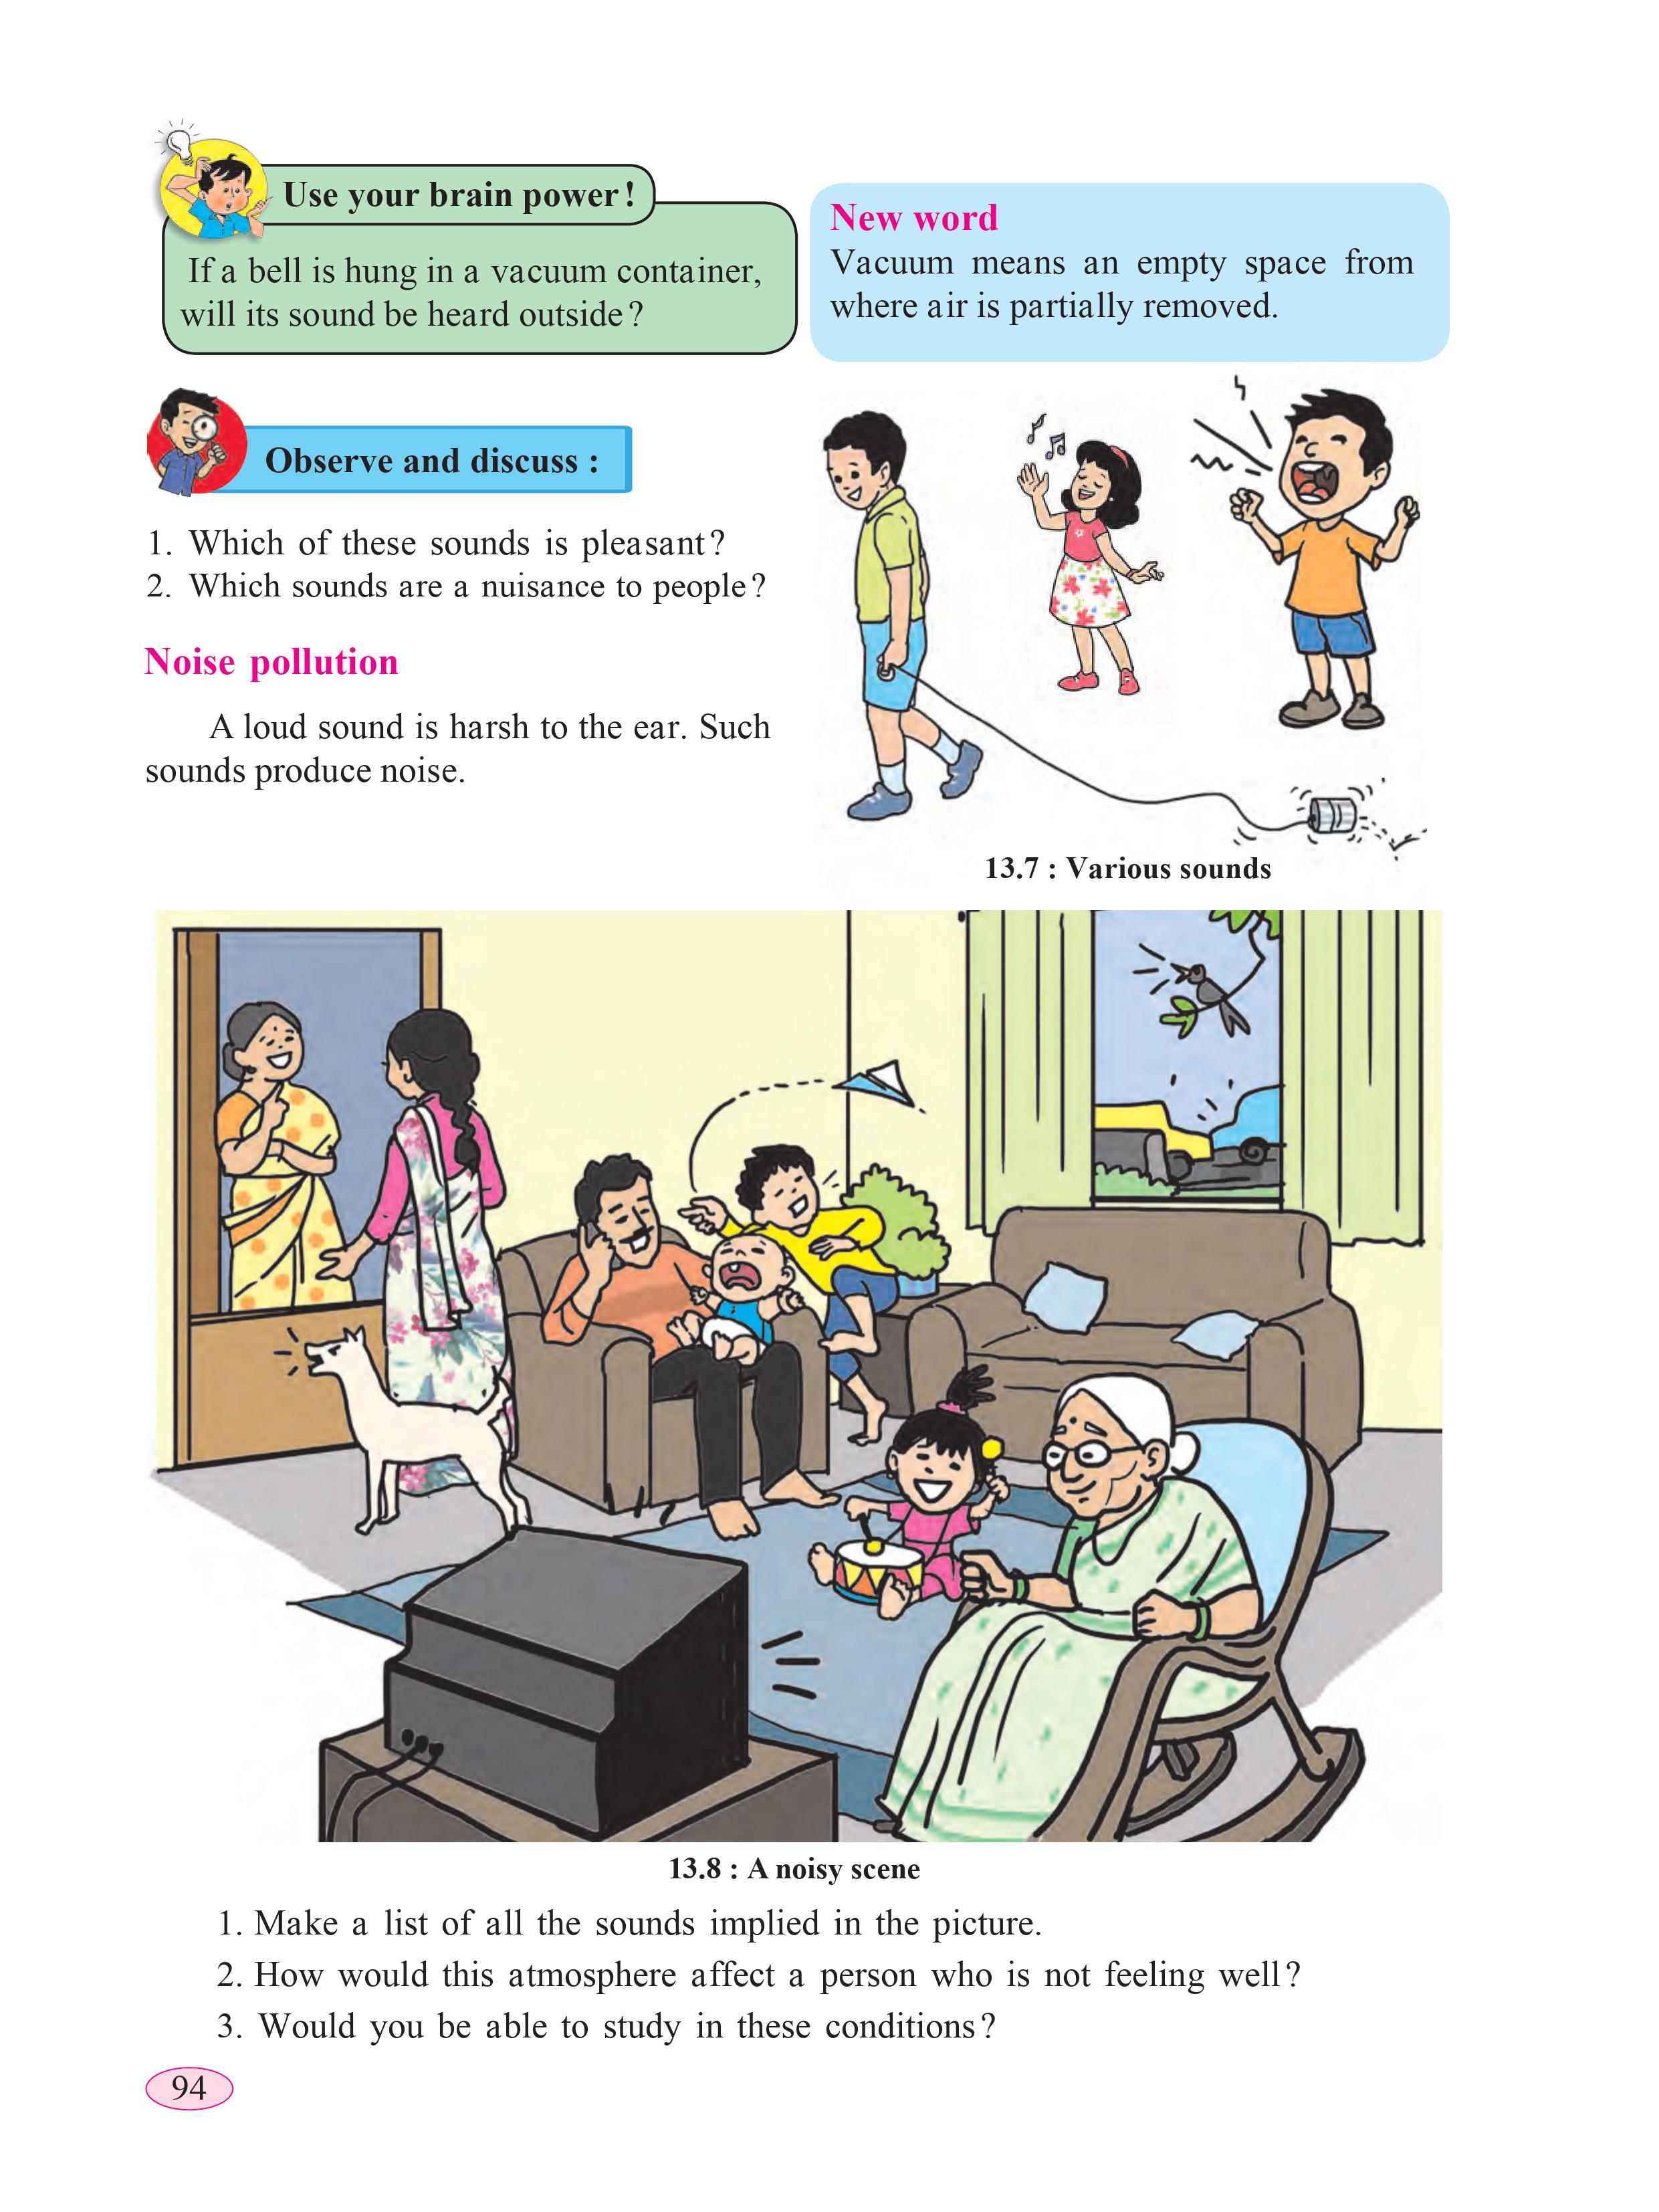 Use your brain power!
If a bell is hung in a vacuum container,
will its sound be heard outside?
New word
Vacuum means an empty space from
where air is partially removed.
Observe and discuss :
1. Which of these sounds is pleasant?
2. Which sounds are a nuisance to people?
Noise pollution
A loud sound is harsh to the ear. Such
sounds produce noise.
13.7 : Various sounds
13.8 : A noisy scene
1. Make a list of all the sounds implied in the picture.
2. How would this atmosphere affect a person who is not feeling well?
3. Would you be able to study in these conditions?
94